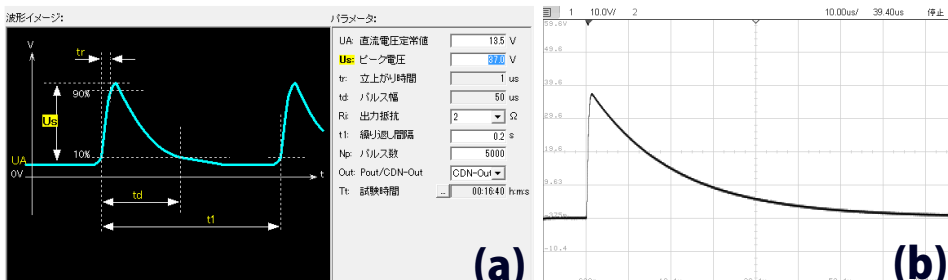 波形イメージ:
V
tr
90%
Us
10%
UA
0V
t
td
t1
パラメータ:
UA: 直流電圧定常値 13.5 V
Us: ピーク電圧 37.0 V
tr: 立上がり時間 1 us
td: パルス幅 50 us
Ri: 出力抵抗 2 Ω
t1: 繰り返し間隔 0.2 s
Np: パルス数 5000
Out: Pout/CDN-Out CDN-Out
Tt: 試験時間 ... 00:16:40 h:m:s
(a)
1 10.0V/ 2 10.00us/ 39.40us 停止
59.6V
49.6
39.6
29.6
19.6
9.63
-375m
-10.4
(b)